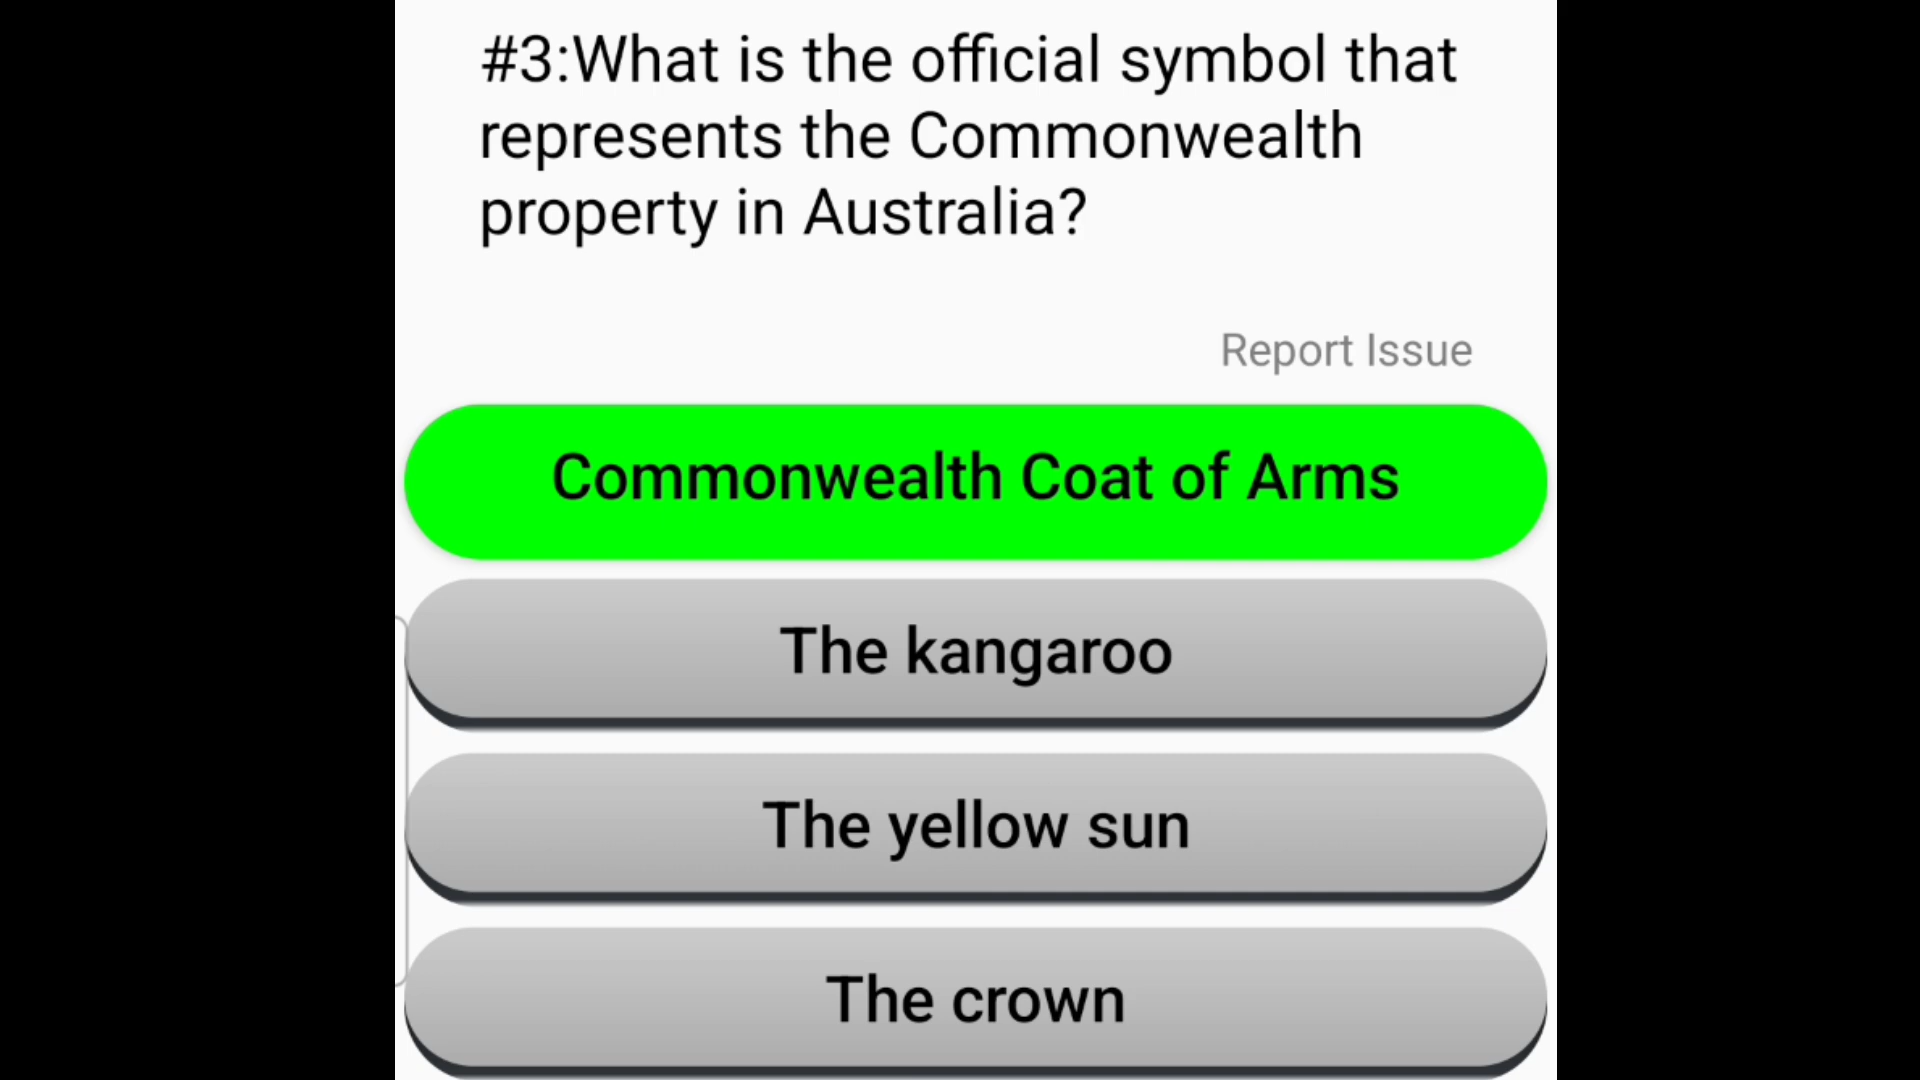 #3:What is the official symbol that
represents the Commonwealth
property in Australia?
Report Issue
Commonwealth Coat of Arms
The kangaroo
The yellow sun
The crown